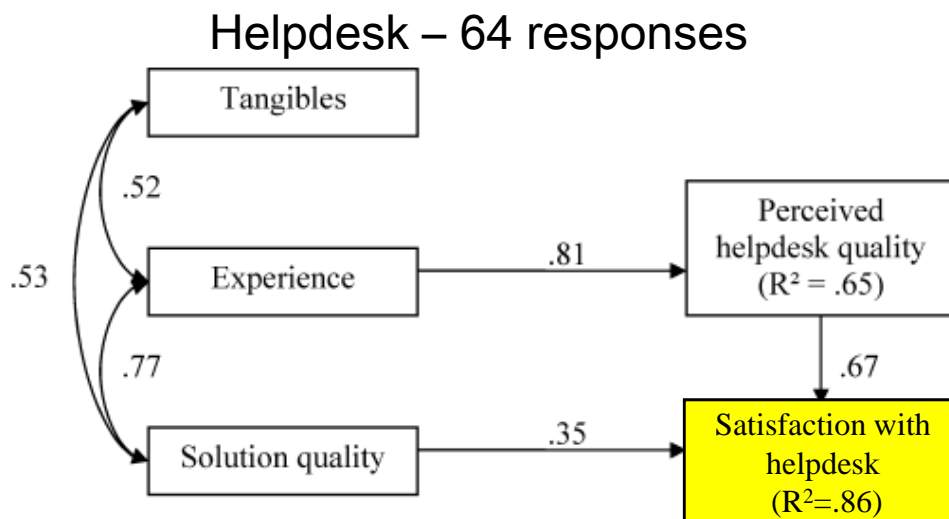 Helpdesk – 64 responses
Tangibles
.52
Perceived
helpdesk quality
(R² = .65)
.81
Experience
.53
.77
.67
.35
Solution quality
Satisfaction with
helpdesk
(R²=.86)